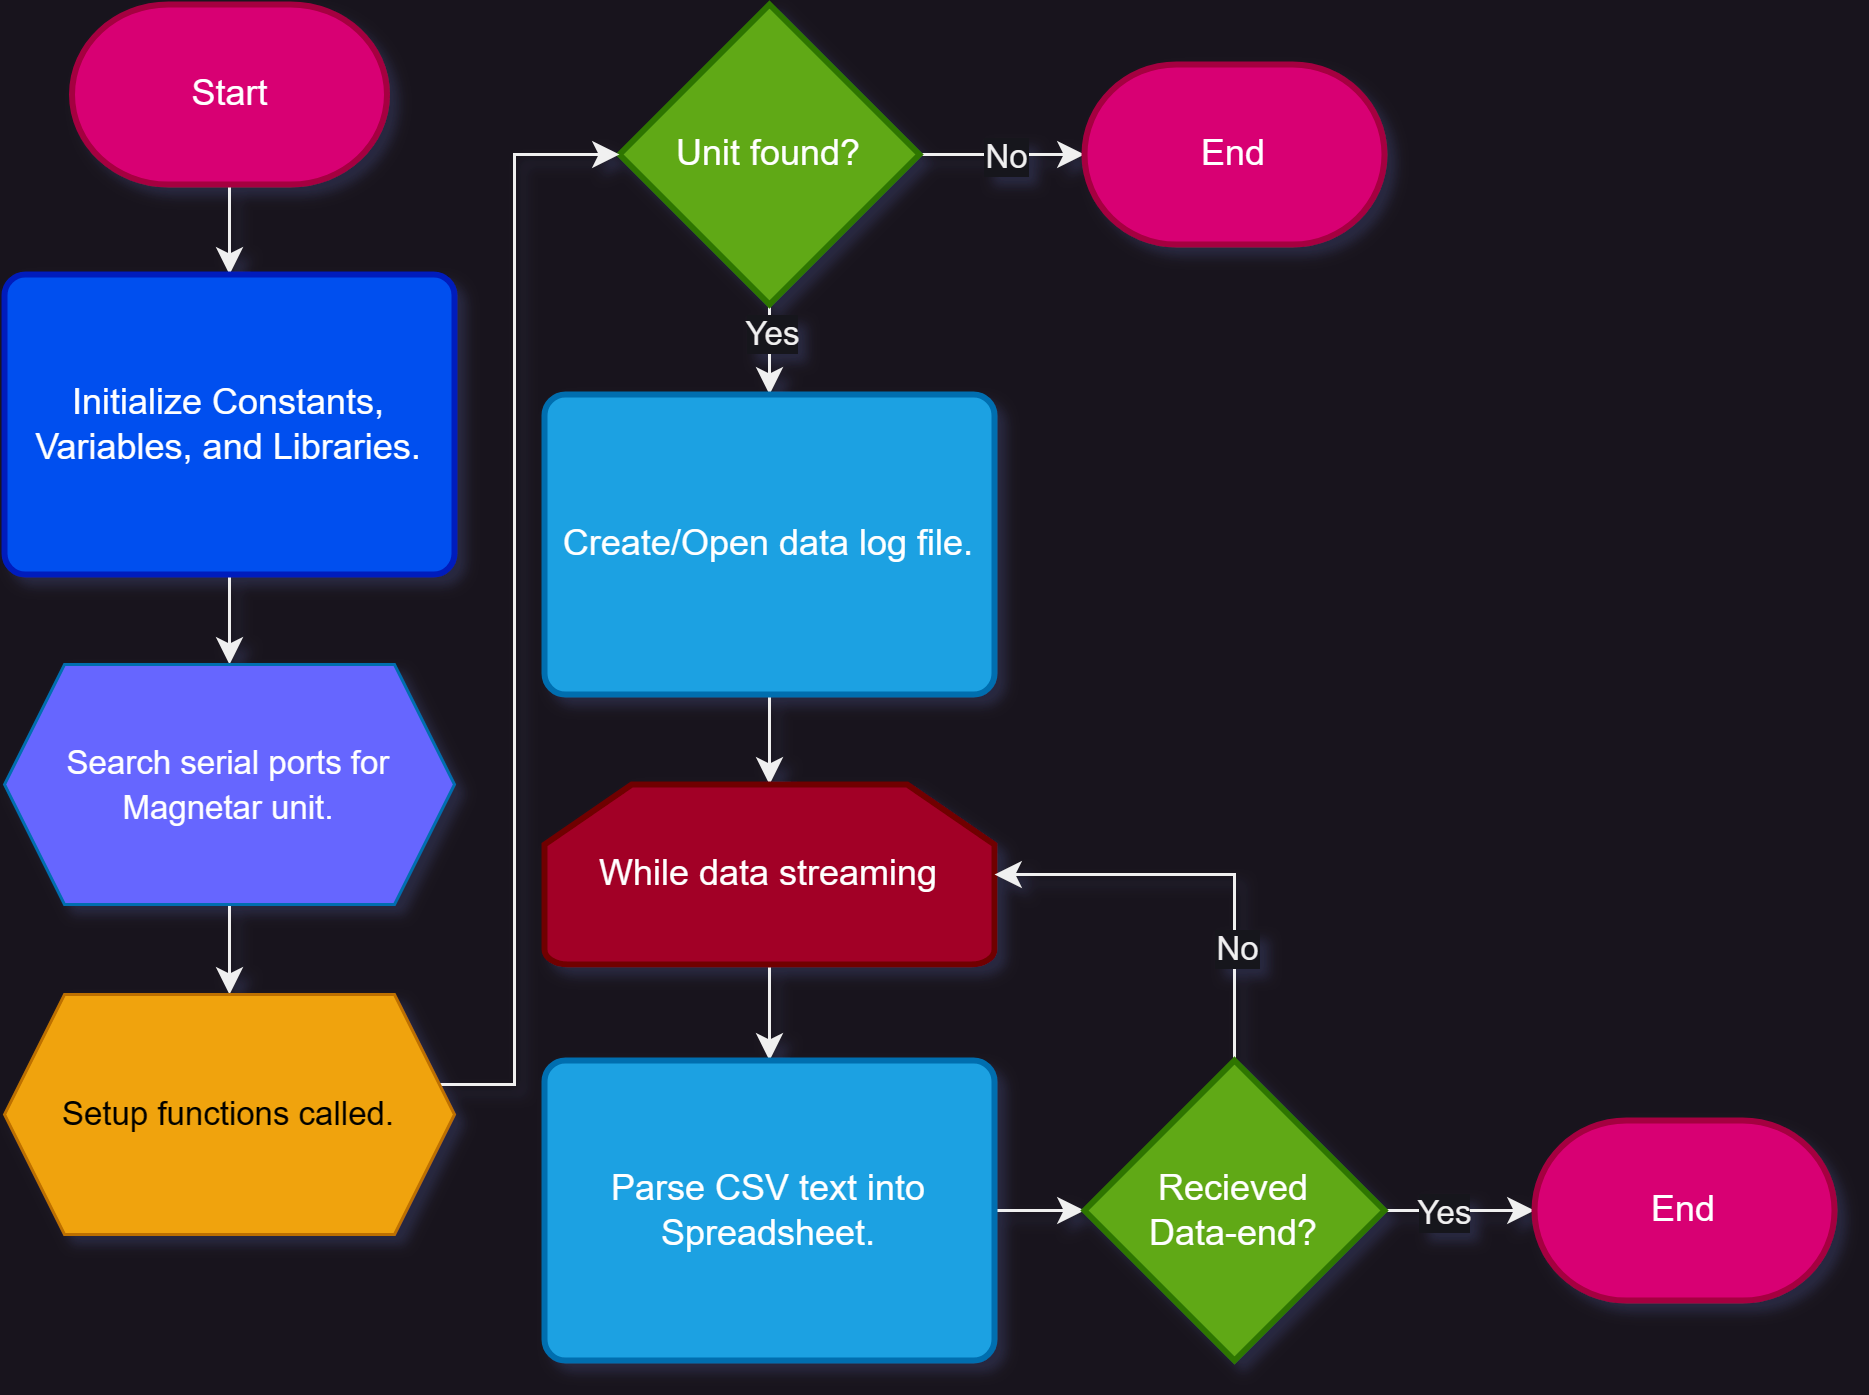 Start
Initialize Constants,
Variables, and Libraries.
Search serial ports for
Magnetar unit.
Setup functions called.
Unit found?
No
End
Yes
Create/Open data log file.
While data streaming
No
Parse CSV text into
Spreadsheet.
Recieved
Data-end?
Yes
End